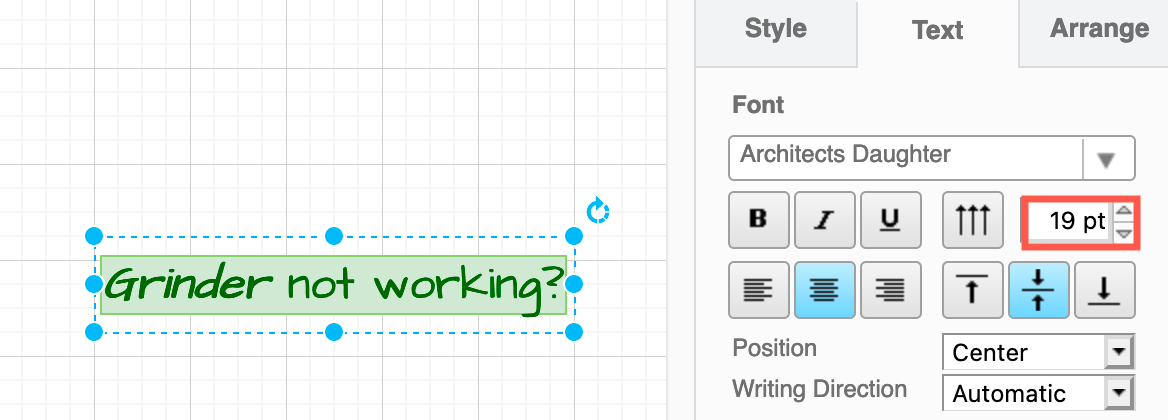 Style Text Arrange
Font
Architects Daughter
B I U 19 pt
Grinder not working?
Position Center
Writing Direction Automatic